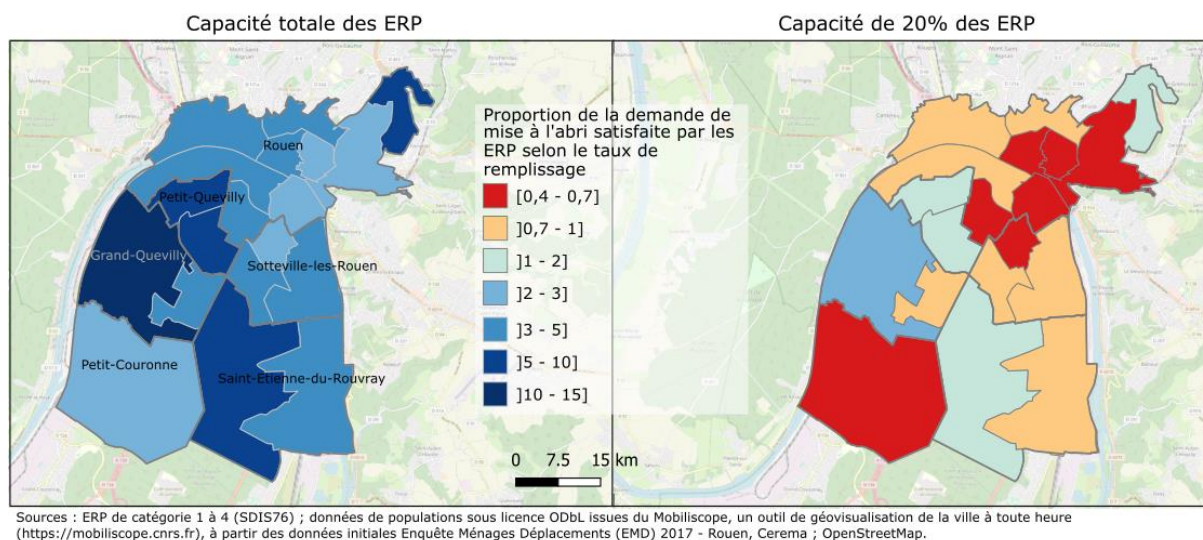 Capacité totale des ERP
Capacité de 20% des ERP
Rouen
Petit-Quevilly
Grand-Quevilly
Sotteville-les-Rouen
Petit-Couronne
Saint-Etienne-du-Rouvray
Proportion de la demande de
mise à l'abri satisfaite par les
ERP selon le taux de
remplissage
[0,4 - 0,7]
]0,7 - 1]
]1 - 2]
]2 - 3]
]3 - 5]
]5 - 10]
]10 - 15]
0 7.5 15 km
Sources : ERP de catégorie 1 à 4 (SDIS76) ; données de populations sous licence ODbL issues du Mobiliscope, un outil de géovisualisation de la ville à toute heure
(https://mobiliscope.cnrs.fr), à partir des données initiales Enquête Ménages Déplacements (EMD) 2017 - Rouen, Cerema ; OpenStreetMap.